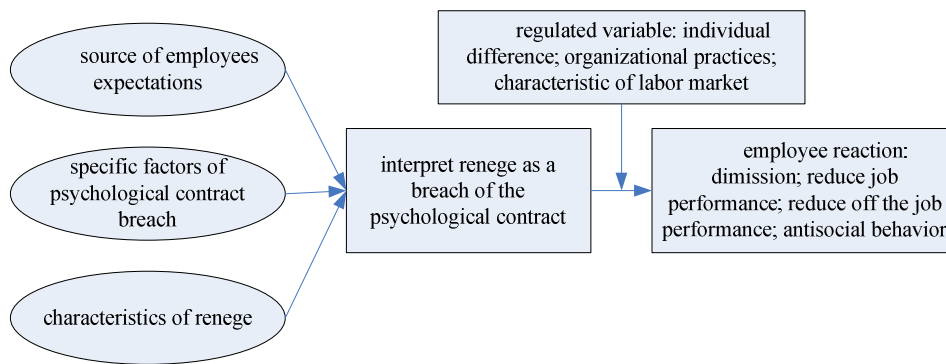 source of employees
expectations
specific factors of
psychological contract
breach
characteristics of renege
interpret renege as a
breach of the
psychological contract
regulated variable: individual
difference; organizational practices;
characteristic of labor market
employee reaction:
dimission; reduce job
performance; reduce off the job
performance; antisocial behavior